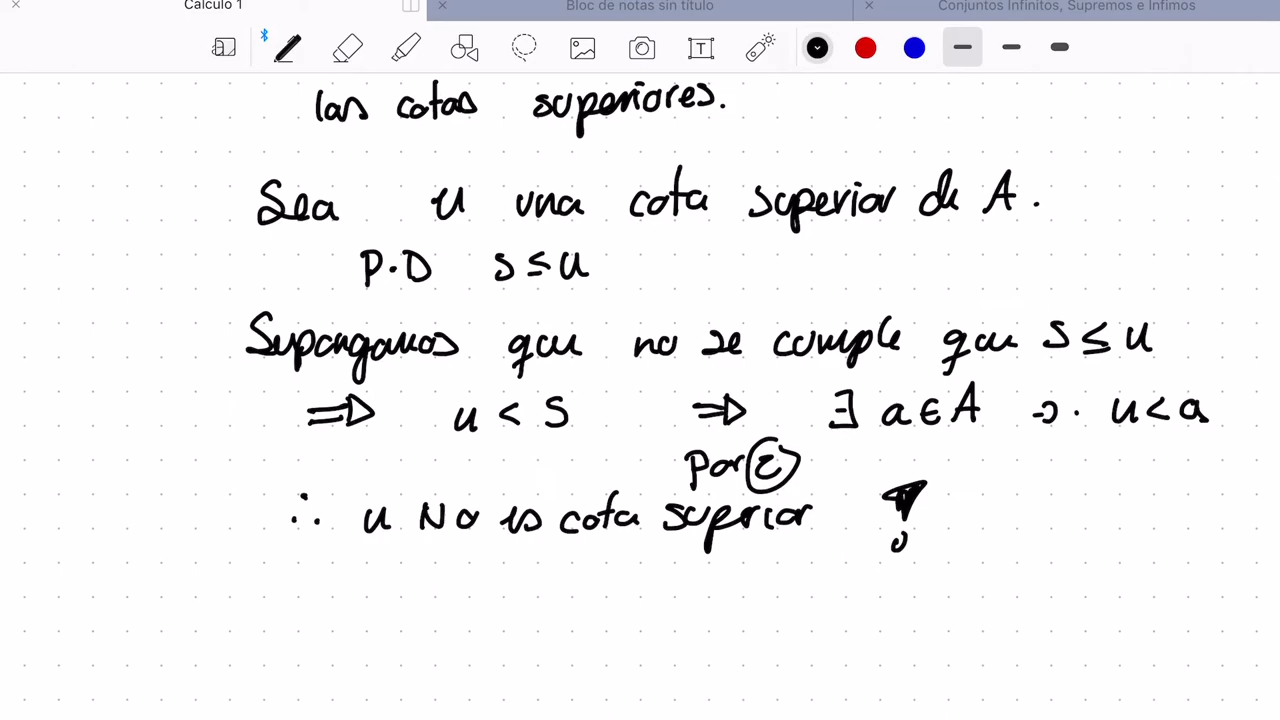 Calculo 1
Bloc de notas sin título
Conjuntos Infinitos, Supremos e Infimos
las cotas superiores.
Sea u una cota superior de A.
P.D s ≤ u
Supongamos que no se cumple que s ≤ u
⇒ u < s ⇒ ∃ a ∈ A ∋. u < a
por ②
∴ u No es cota superior !